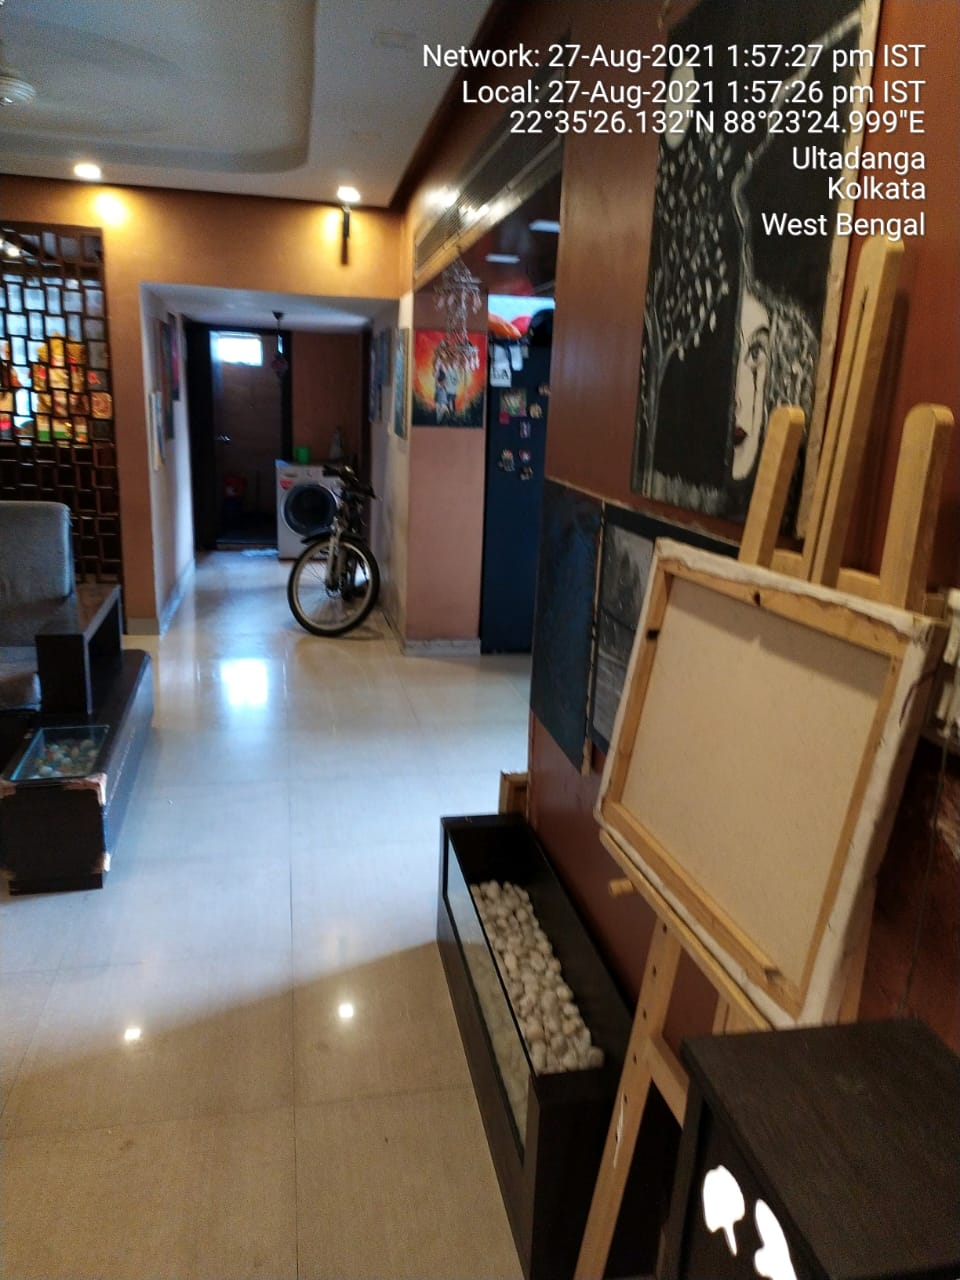 Network: 27-Aug-2021 1:57:27 pm IST
Local: 27-Aug-2021 1:57:26 pm IST
22°35'26.132"N 88°23'24.999"E
Ultadanga
Kolkata
West Bengal